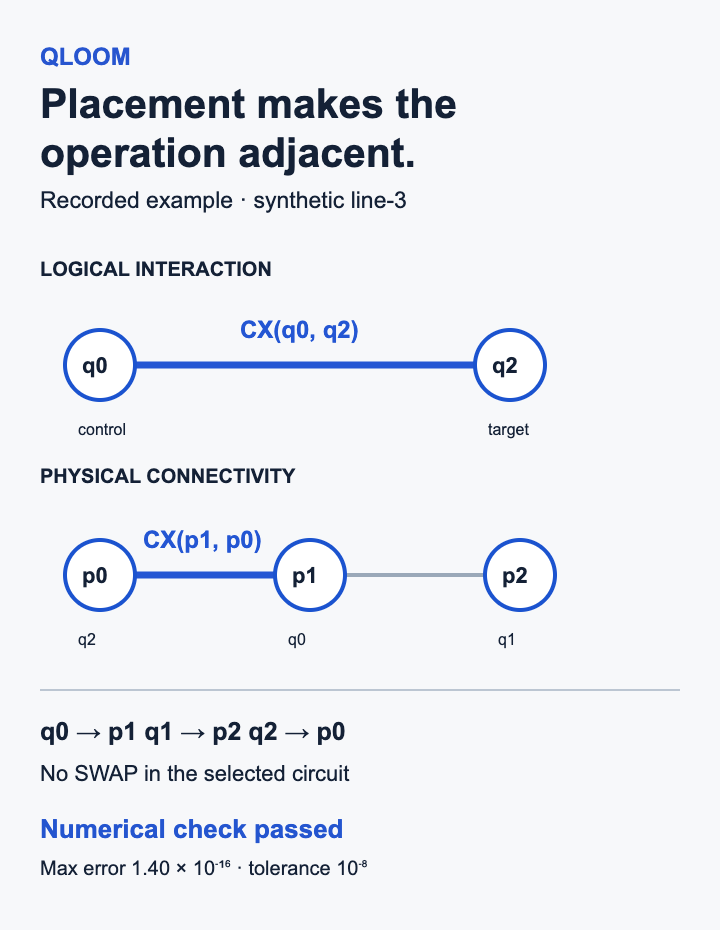 QLOOM
Placement makes the
operation adjacent.
Recorded example · synthetic line-3
LOGICAL INTERACTION
CX(q0, q2)
q0
q2
control
target
PHYSICAL CONNECTIVITY
CX(p1, p0)
p0
p1
p2
q2
q0
q1
q0 → p1 q1 → p2 q2 → p0
No SWAP in the selected circuit
Numerical check passed
Max error 1.40 × 10⁻¹⁶ · tolerance 10⁻⁸